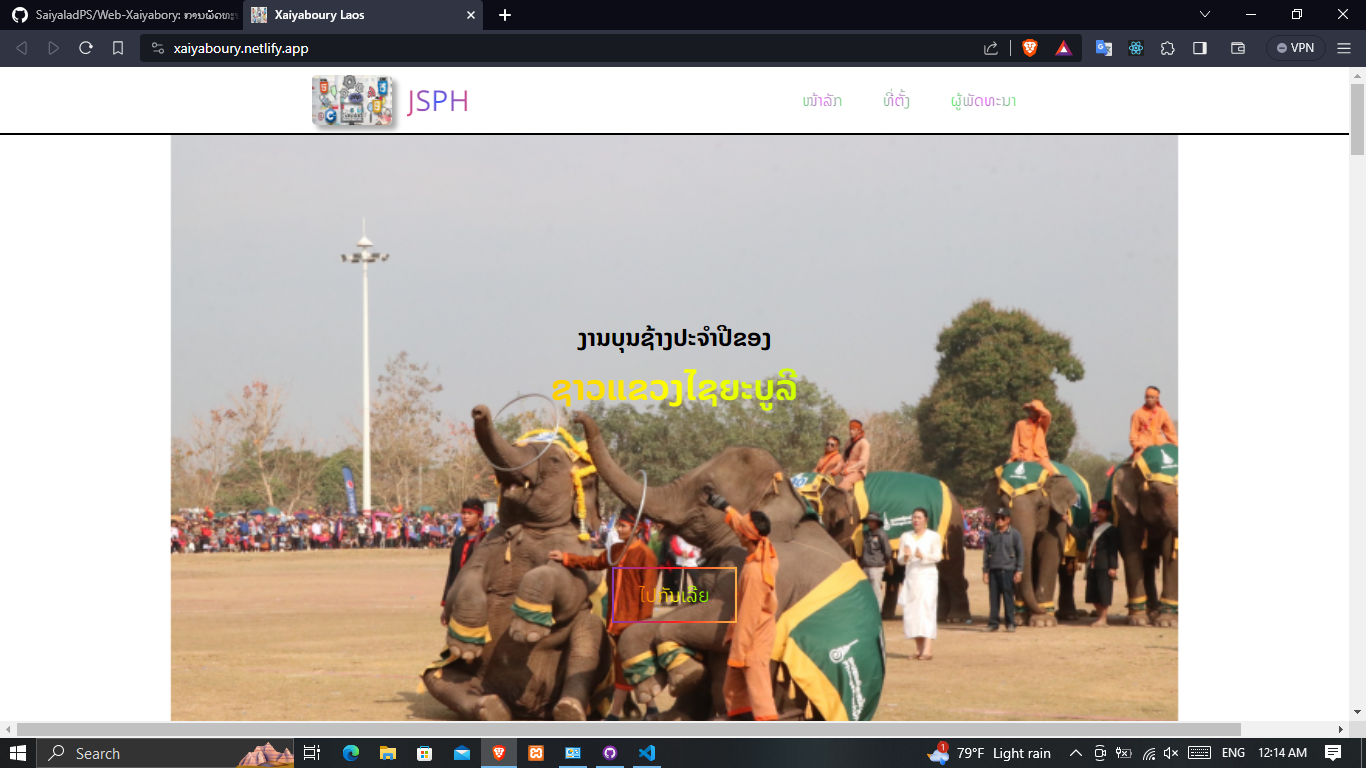 SaiyaladPS/Web-Xaiyabory: ການພັດທະ
Xaiyaboury Laos
xaiyaboury.netlify.app
VPN
JSPH
ໜ້າລັກ
ທີ່ຕັ້ງ
ຜູ້ພັດທະນາ
ງານບຸນຊ້າງປະຈຳປີຂອງ
ຊາວແຂວງໄຊຍະບູລີ
ໄປກັນເລີຍ
Search
1
79°F Light rain
ENG
12:14 AM